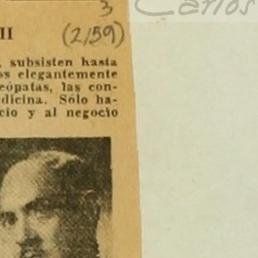 3
Carlos
II
(2/59)
, subsisten hasta
os elegantemente
eópatas, las con-
dicina. Sólo ha-
cio y al negocio